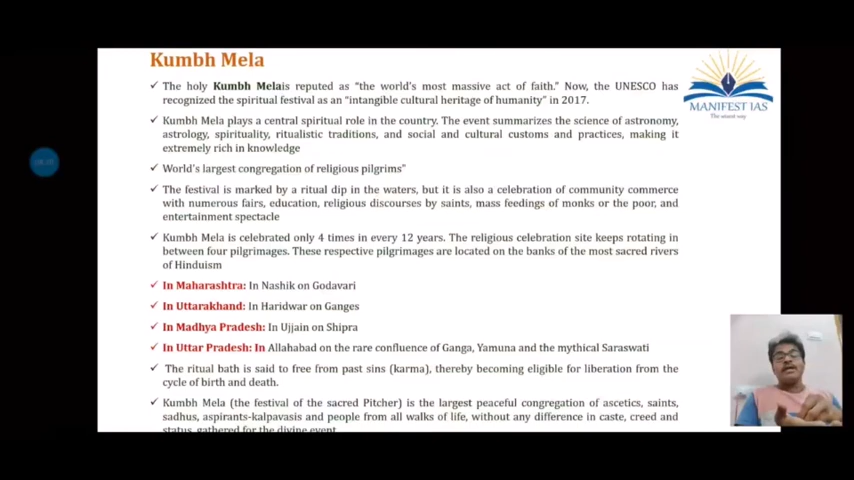 Kumbh Mela
✓ The holy Kumbh Melais reputed as "the world's most massive act of faith." Now, the UNESCO has
recognized the spiritual festival as an "intangible cultural heritage of humanity" in 2017.
MANIFEST IAS
The wisest way
✓ Kumbh Mela plays a central spiritual role in the country. The event summarizes the science of astronomy,
astrology, spirituality, ritualistic traditions, and social and cultural customs and practices, making it
extremely rich in knowledge
✓ World's largest congregation of religious pilgrims"
✓ The festival is marked by a ritual dip in the waters, but it is also a celebration of community commerce
with numerous fairs, education, religious discourses by saints, mass feedings of monks or the poor, and
entertainment spectacle
✓ Kumbh Mela is celebrated only 4 times in every 12 years. The religious celebration site keeps rotating in
between four pilgrimages. These respective pilgrimages are located on the banks of the most sacred rivers
of Hinduism
✓ In Maharashtra: In Nashik on Godavari
✓ In Uttarakhand: In Haridwar on Ganges
✓ In Madhya Pradesh: In Ujjain on Shipra
✓ In Uttar Pradesh: In Allahabad on the rare confluence of Ganga, Yamuna and the mythical Saraswati
✓ The ritual bath is said to free from past sins (karma), thereby becoming eligible for liberation from the
cycle of birth and death.
✓ Kumbh Mela (the festival of the sacred Pitcher) is the largest peaceful congregation of ascetics, saints,
sadhus, aspirants-kalpavasis and people from all walks of life, without any difference in caste, creed and
status, gathered for the divine event